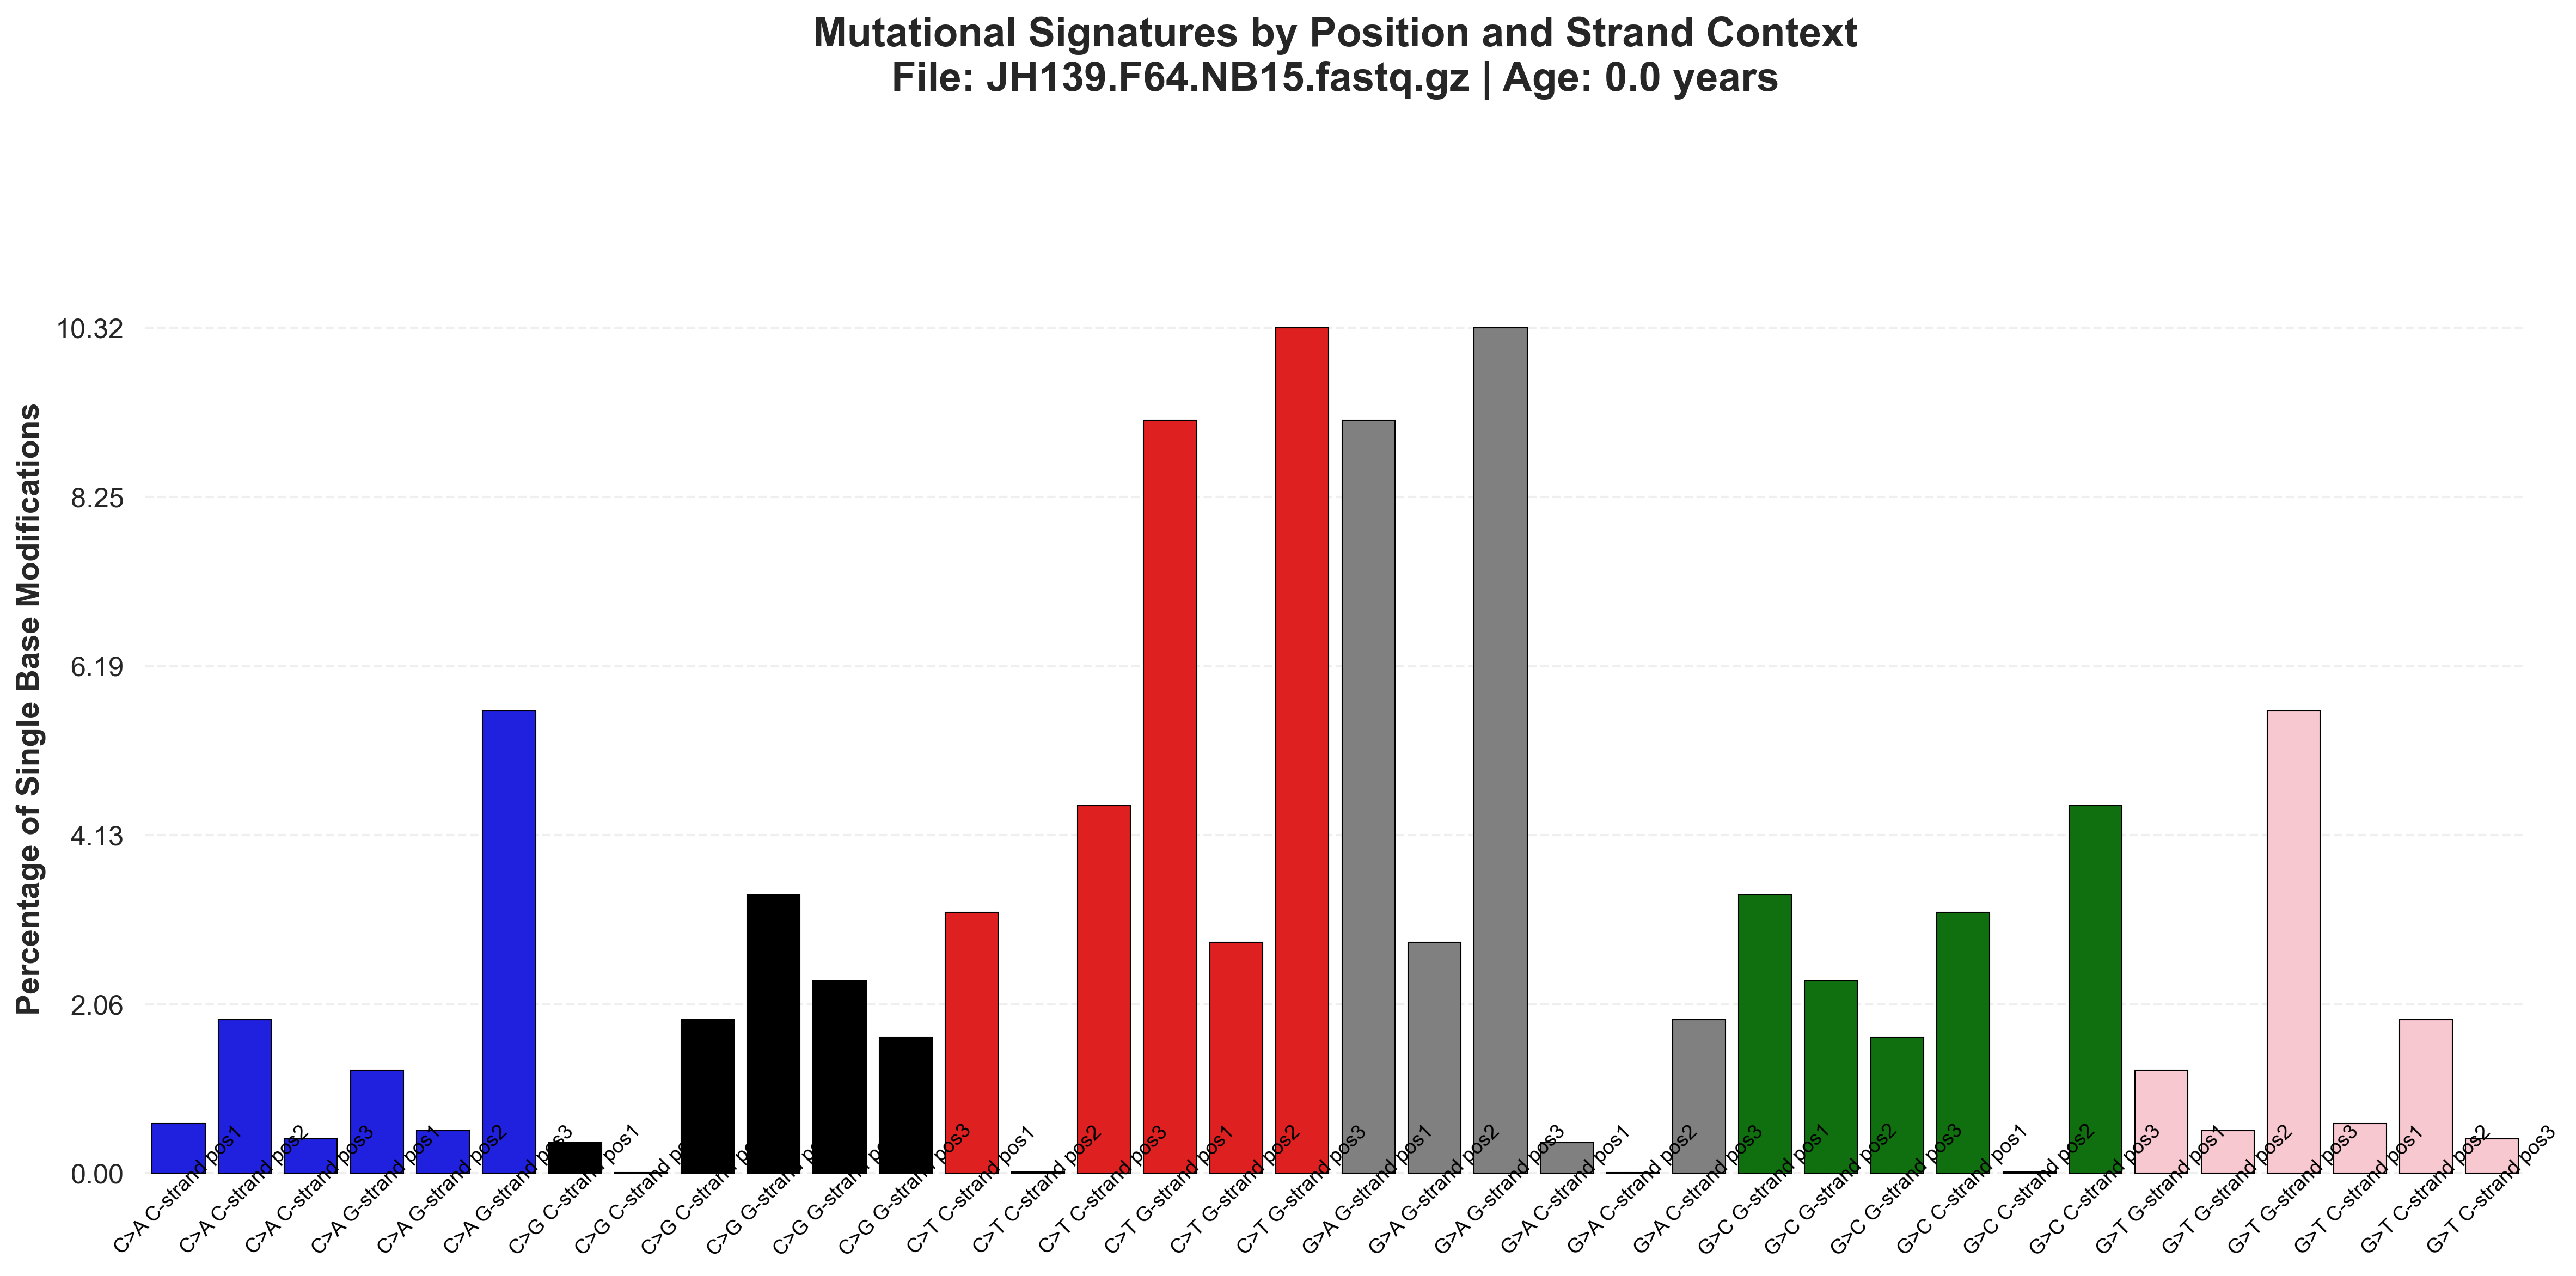 Mutational Signatures by Position and Strand Context
File: JH139.F64.NB15.fastq.gz | Age: 0.0 years
Percentage of Single Base Modifications
10.32
8.25
6.19
4.13
2.06
0.00
C>A C-strand pos1
C>A C-strand pos2
C>A C-strand pos3
C>A G-strand pos1
C>A G-strand pos2
C>A G-strand pos3
C>G C-strand pos1
C>G C-strand po
C>G C-strand p
C>G G-strand p
C>G G-strand po
C>G G-strand pos3
C>T C-strand pos1
C>T C-strand pos2
C>T C-strand pos3
C>T G-strand pos1
C>T G-strand pos2
C>T G-strand pos3
G>A G-strand pos1
G>A G-strand pos2
G>A G-strand pos3
G>A C-strand pos1
G>A C-strand pos2
G>A C-strand pos3
G>C G-strand pos1
G>C G-strand pos2
G>C G-strand pos3
G>C C-strand pos1
G>C C-strand pos2
G>C C-strand pos3
G>T G-strand pos1
G>T G-strand pos2
G>T G-strand pos3
G>T C-strand pos1
G>T C-strand pos2
G>T C-strand pos3